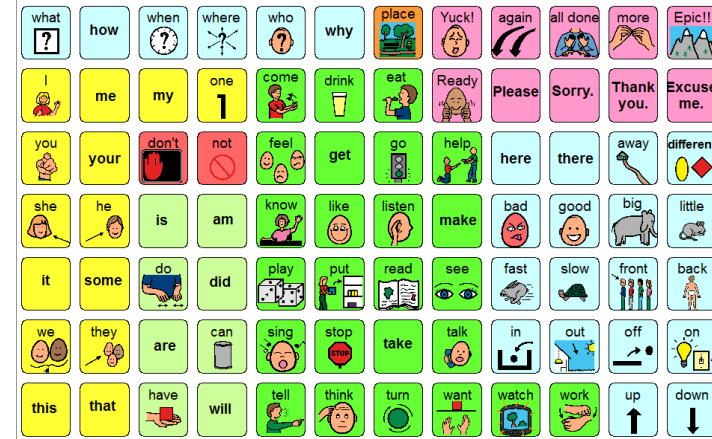 what how when where who why place Yuck! again all done more Epic!!
?
I me my one come drink eat Ready Please Sorry. Thank you. Excuse me.
1
you your don't not feel get go help here there away differen
she he is am know like listen make bad good big little
it some do did play put read see fast slow front back
we they are can sing stop take talk in out off on
STOP
this that have will tell think turn want watch work up down